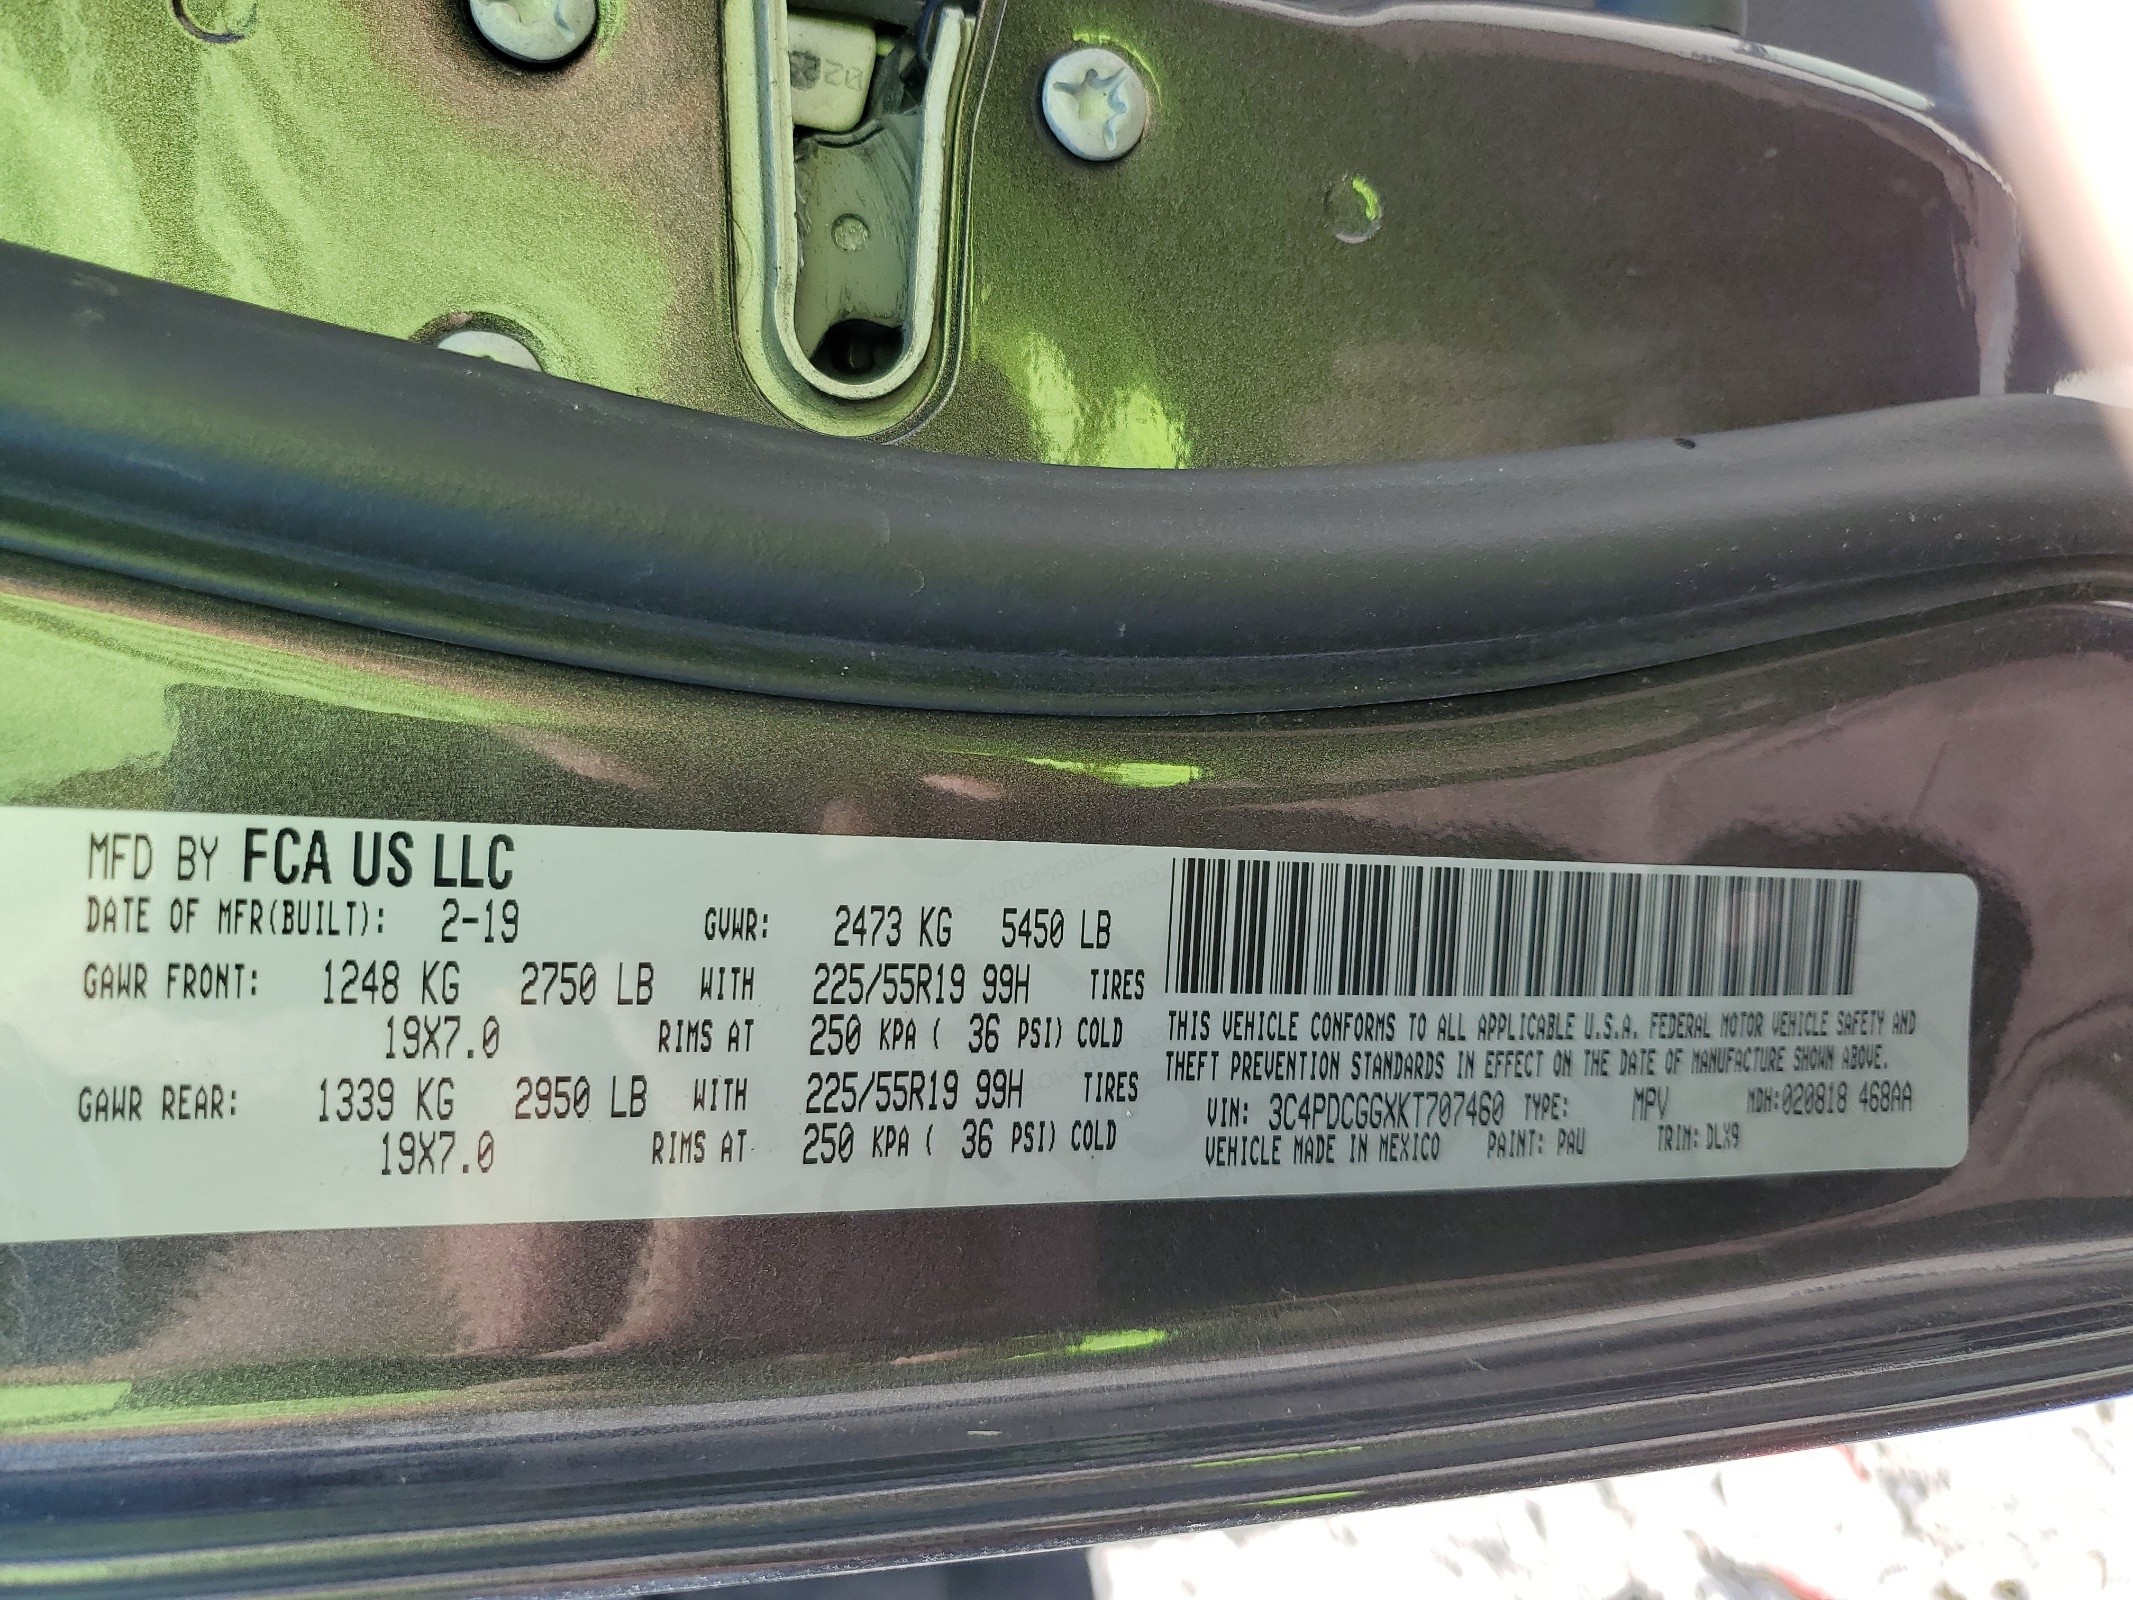 MFD BY FCA US LLC
DATE OF MFR(BUILT): 2-19 GVWR: 2473 KG 5450 LB
GAWR FRONT: 1248 KG 2750 LB WITH 225/55R19 99H TIRES
19X7.0 RIMS AT 250 KPA ( 36 PSI) COLD
GAWR REAR: 1339 KG 2950 LB WITH 225/55R19 99H TIRES
19X7.0 RIMS AT 250 KPA ( 36 PSI) COLD
THIS VEHICLE CONFORMS TO ALL APPLICABLE U.S.A. FEDERAL MOTOR VEHICLE SAFETY AND
THEFT PREVENTION STANDARDS IN EFFECT ON THE DATE OF MANUFACTURE SHOWN ABOVE.
VIN: 3C4PDCGGXKT707460 TYPE: MPV MDH:020818 468AA
VEHICLE MADE IN MEXICO PAINT: PAU TRIM: DLX9